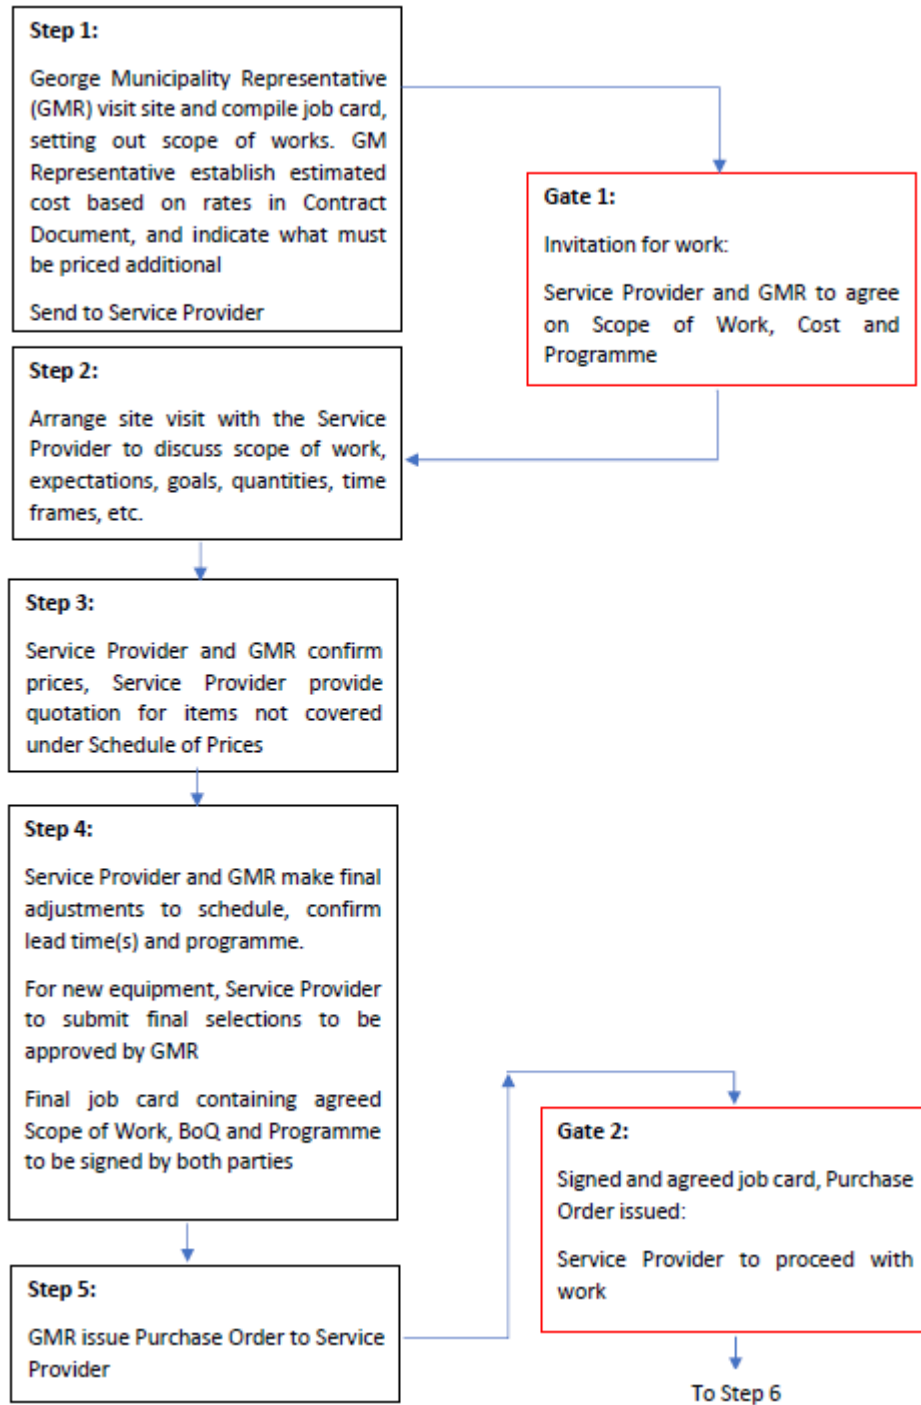 Step 1:
George Municipality Representative
(GMR) visit site and compile job card,
setting out scope of works. GM
Representative establish estimated
cost based on rates in Contract
Document, and indicate what must
be priced additional
Send to Service Provider
Gate 1:
Invitation for work:
Service Provider and GMR to agree
on Scope of Work, Cost and
Programme
Step 2:
Arrange site visit with the Service
Provider to discuss scope of work,
expectations, goals, quantities, time
frames, etc.
Step 3:
Service Provider and GMR confirm
prices, Service Provider provide
quotation for items not covered
under Schedule of Prices
Step 4:
Service Provider and GMR make final
adjustments to schedule, confirm
lead time(s) and programme.
For new equipment, Service Provider
to submit final selections to be
approved by GMR
Final job card containing agreed
Scope of Work, BoQ and Programme
to be signed by both parties
Step 5:
GMR issue Purchase Order to Service
Provider
Gate 2:
Signed and agreed job card, Purchase
Order issued:
Service Provider to proceed with
work
To Step 6